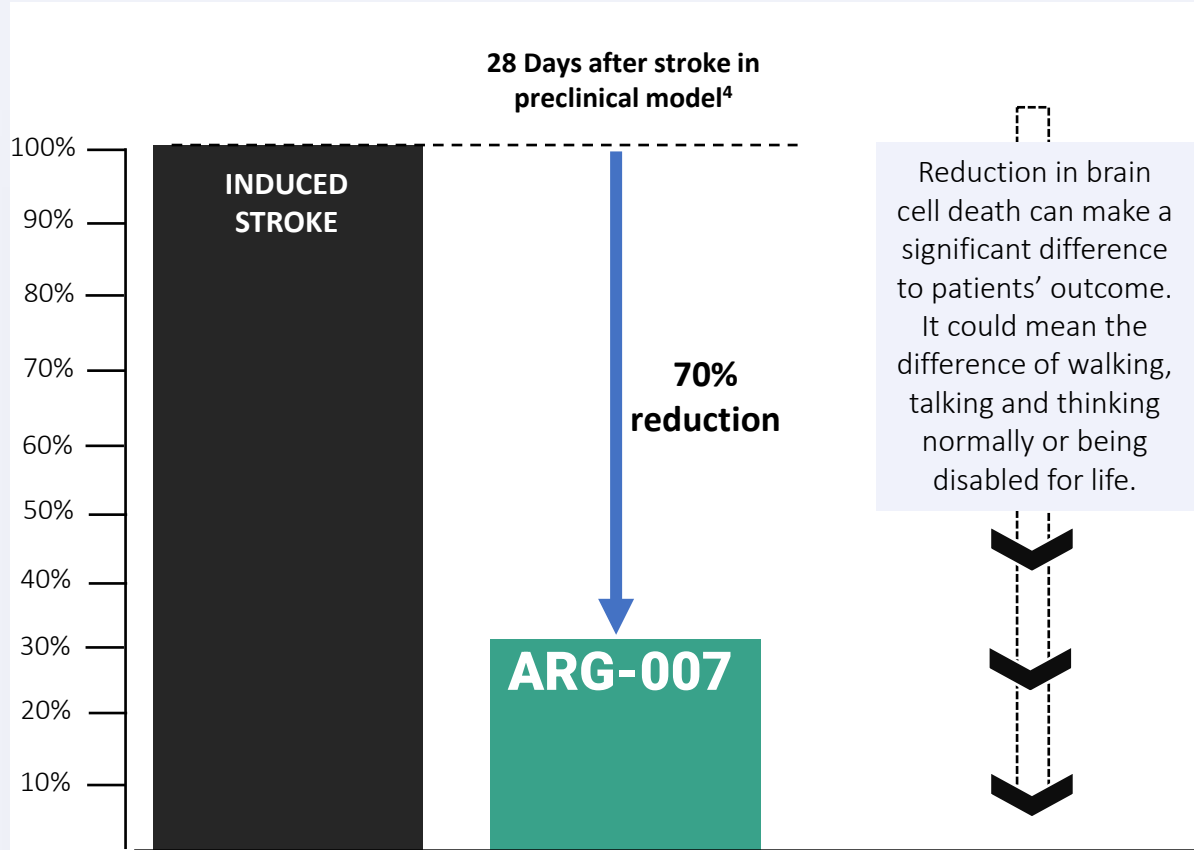 28 Days after stroke in
preclinical model⁴
100%
90%
80%
70%
60%
50%
40%
30%
20%
10%
INDUCED
STROKE
70%
reduction
ARG-007
Reduction in brain
cell death can make a
significant difference
to patients’ outcome.
It could mean the
difference of walking,
talking and thinking
normally or being
disabled for life.